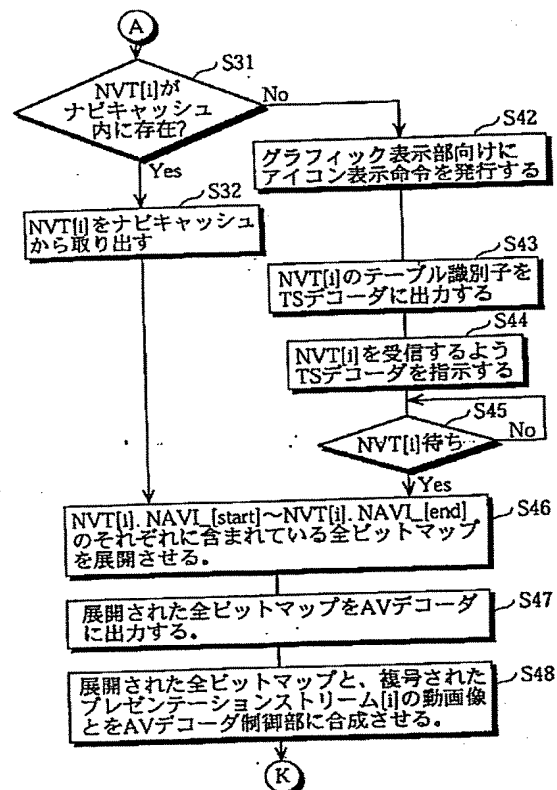 A
S31
NVT[i]が
ナビキャッシュ
内に存在?
No
Yes
S32
NVT[i]をナビキャッシュ
から取り出す
S42
グラフィック表示部向けに
アイコン表示命令を発行する
S43
NVT[i]のテーブル識別子を
TSデコーダに出力する
S44
NVT[i]を受信するよう
TSデコーダを指示する
S45
NVT[i]待ち
No
Yes
S46
NVT[i]. NAVI_[start]~NVT[i]. NAVI_[end]
のそれぞれに含まれている全ビットマップ
を展開させる。
S47
展開された全ビットマップをAVデコーダ
に出力する。
S48
展開された全ビットマップと、復号された
プレゼンテーションストリーム[i]の動画像
とをAVデコーダ制御部に合成させる。
K